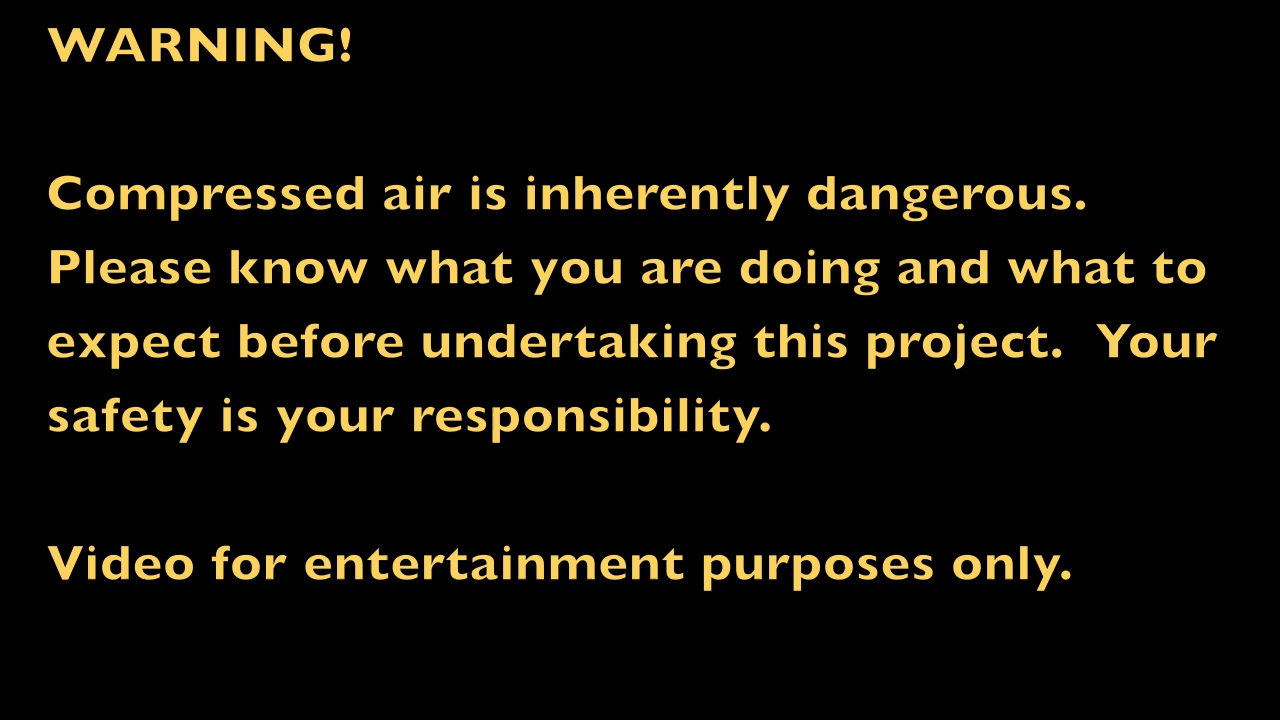 WARNING!
Compressed air is inherently dangerous.
Please know what you are doing and what to
expect before undertaking this project.  Your
safety is your responsibility.
Video for entertainment purposes only.